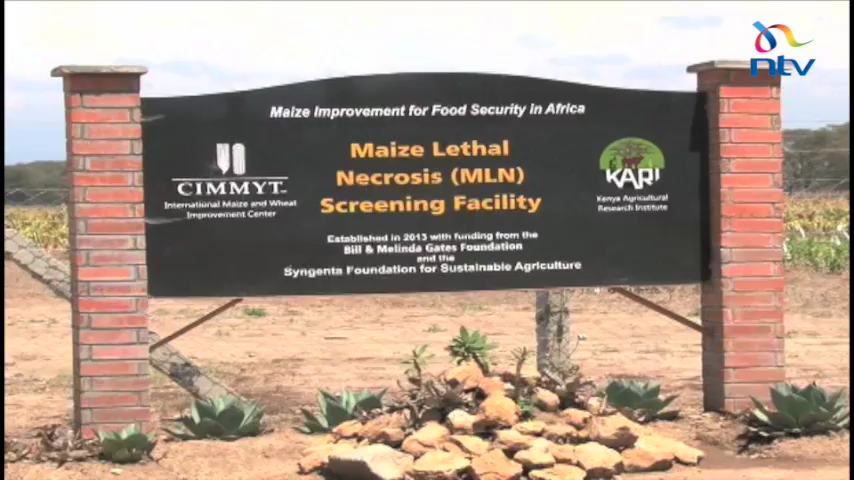 ntv
Maize Improvement for Food Security in Africa
Maize Lethal
Necrosis (MLN)
Screening Facility
CIMMYT™
International Maize and Wheat
Improvement Center
KARI
Kenya Agricultural
Research Institute
Established in 2013 with funding from the
Bill & Melinda Gates Foundation
and the
Syngenta Foundation for Sustainable Agriculture